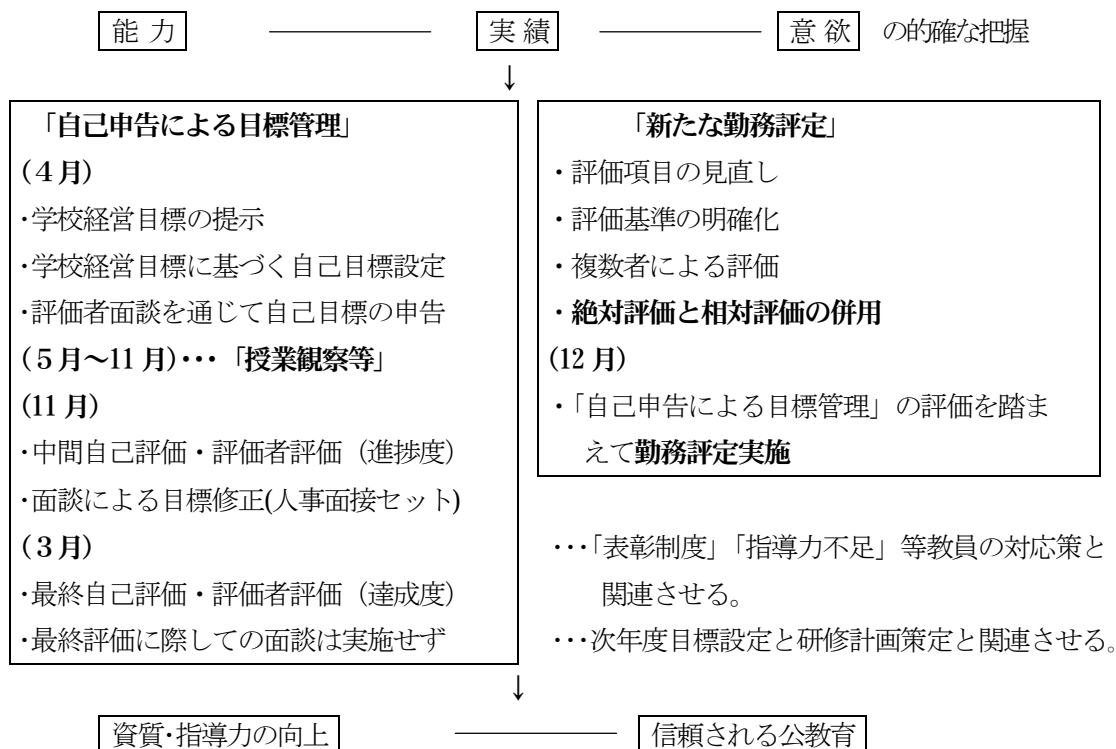 能 力 実 績 意 欲 の的確な把握
↓
「自己申告による目標管理」
(４月)
・学校経営目標の提示
・学校経営目標に基づく自己目標設定
・評価者面談を通じて自己目標の申告
(５月～11 月)・・・「授業観察等」
(11 月)
・中間自己評価・評価者評価（進捗度）
・面談による目標修正(人事面接セット)
(３月)
・最終自己評価・評価者評価（達成度）
・最終評価に際しての面談は実施せず
「新たな勤務評定」
・評価項目の見直し
・評価基準の明確化
・複数者による評価
・絶対評価と相対評価の併用
(12 月)
・「自己申告による目標管理」の評価を踏ま
えて勤務評定実施
・・・「表彰制度」「指導力不足」等教員の対応策と
関連させる。
・・・次年度目標設定と研修計画策定と関連させる。
↓
資質・指導力の向上 信頼される公教育